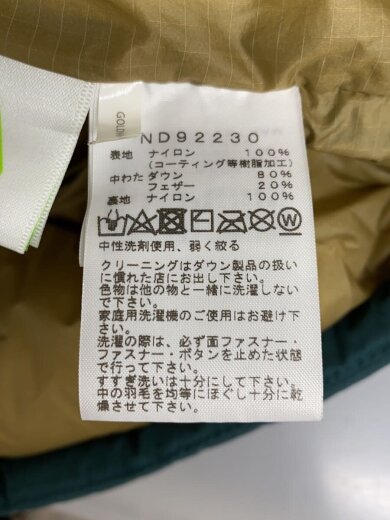 GOLDW
ND92230
表地 ナイロン 100%
(コーティング等樹脂加工)
中わた ダウン 80%
フェザー 20%
裏地 ナイロン 100%
中性洗剤使用、弱く絞る
クリーニングはダウン製品の扱い
に慣れた店にお出し下さい。
色物は他の物と一緒に洗濯しない
で下さい。
家庭用洗濯機のご使用はお避け下
さい。
洗濯の際は、必ず面ファスナー・
ファスナー・ボタンを止めた状態
で行って下さい。
すすぎ洗いは十分にして下さい。
中の羽毛を均等にほぐし十分に乾
燥させて下さい。